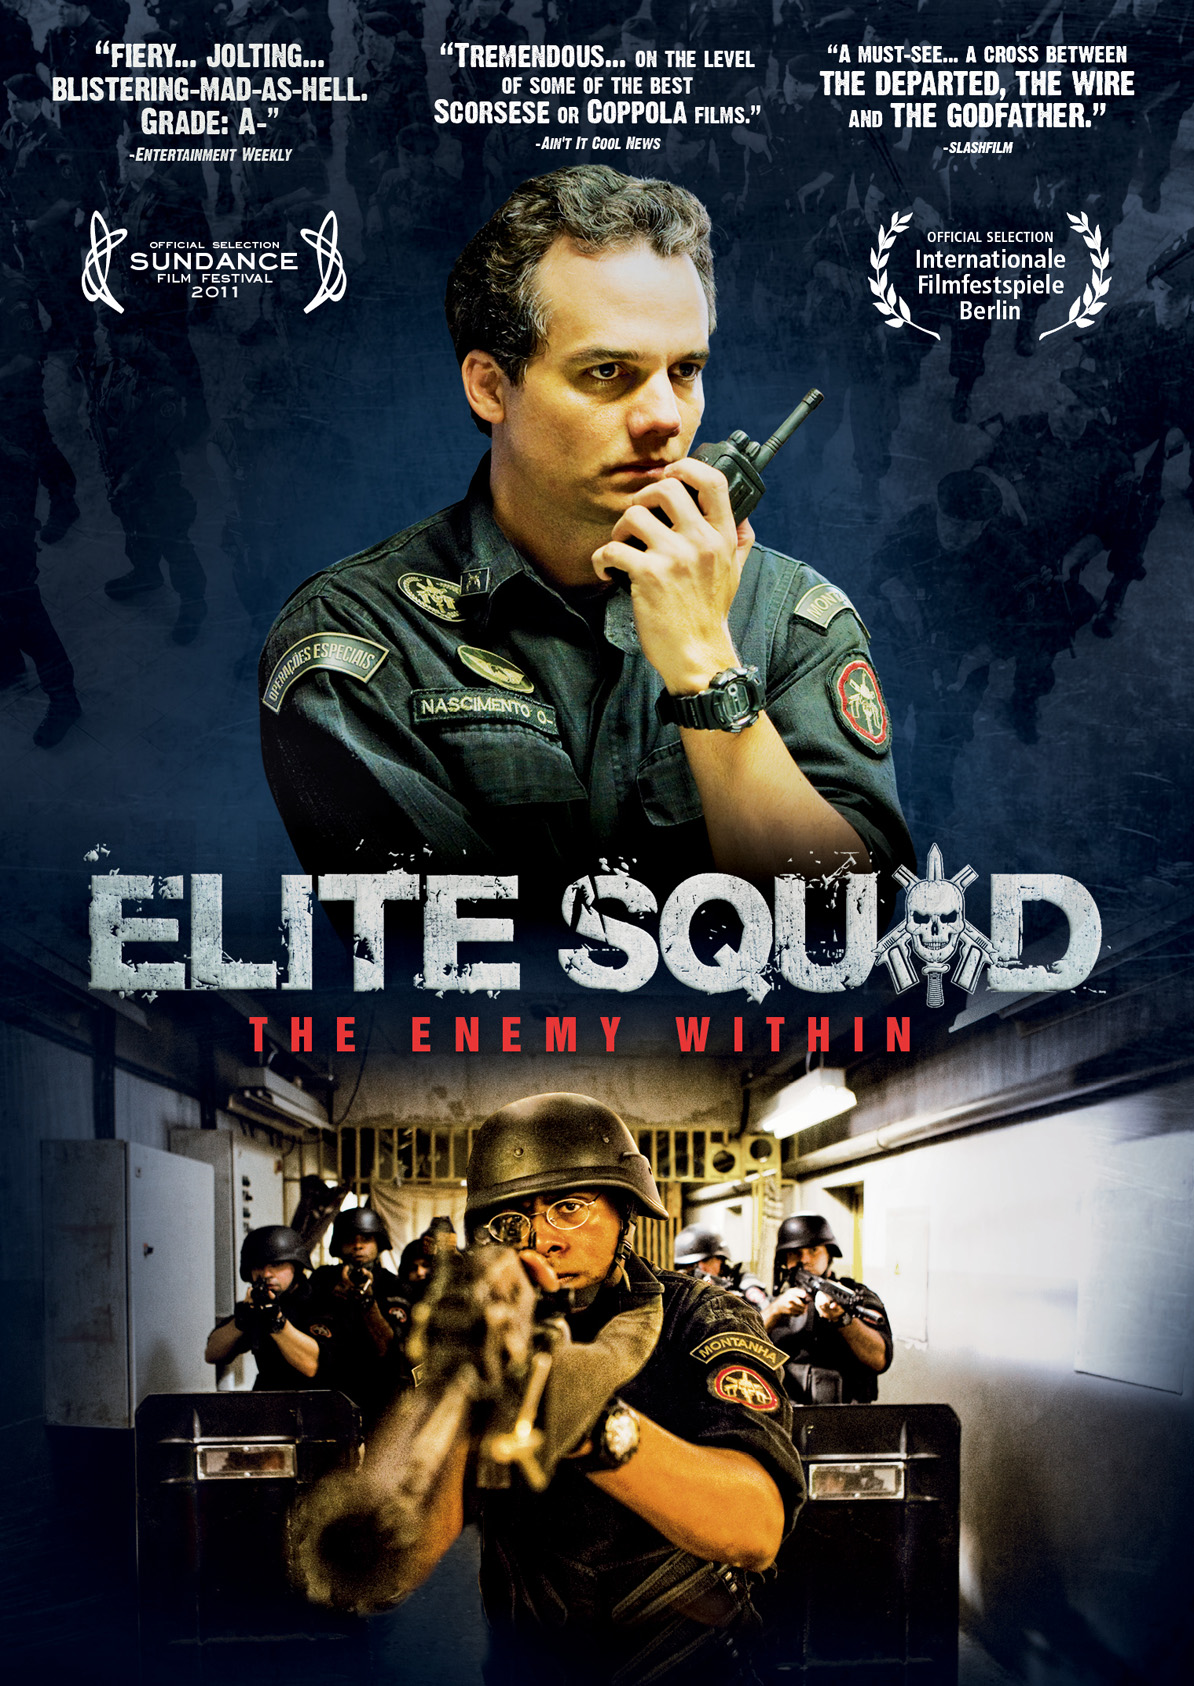 “FIERY... JOLTING...
BLISTERING-MAD-AS-HELL.
GRADE: A-”
-ENTERTAINMENT WEEKLY
“TREMENDOUS... ON THE LEVEL
OF SOME OF THE BEST
SCORSESE OR COPPOLA FILMS.”
-AIN'T IT COOL NEWS
“A MUST-SEE... A CROSS BETWEEN
THE DEPARTED, THE WIRE
AND THE GODFATHER.”
-SLASHFILM
OFFICIAL SELECTION
SUNDANCE
FILM FESTIVAL
2011
OFFICIAL SELECTION
Internationale
Filmfestspiele
Berlin
OPERAÇÕES ESPECIAIS
NASCIMENTO O-
ELITE SQUAD
THE ENEMY WITHIN
MONTANHA